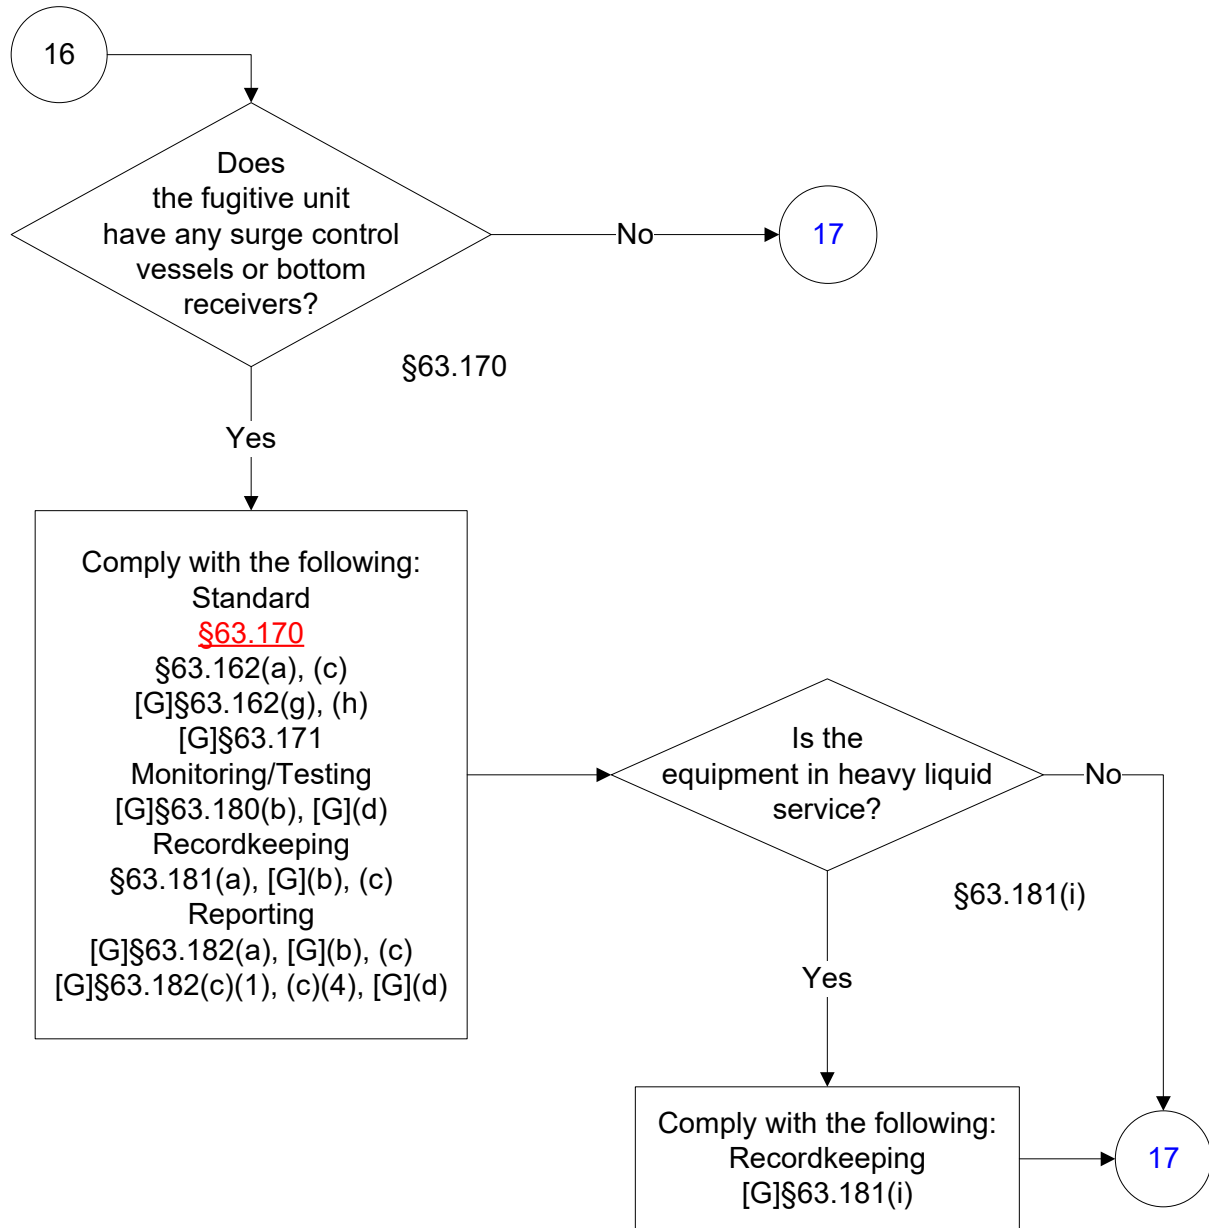 16
Does
the fugitive unit
have any surge control
vessels or bottom
receivers?
No
17
§63.170
Yes
Comply with the following:
Standard
§63.170
§63.162(a), (c)
[G]§63.162(g), (h)
[G]§63.171
Monitoring/Testing
[G]§63.180(b), [G](d)
Recordkeeping
§63.181(a), [G](b), (c)
Reporting
[G]§63.182(a), [G](b), (c)
[G]§63.182(c)(1), (c)(4), [G](d)
Is the
equipment in heavy liquid
service?
No
§63.181(i)
Yes
Comply with the following:
Recordkeeping
[G]§63.181(i)
17